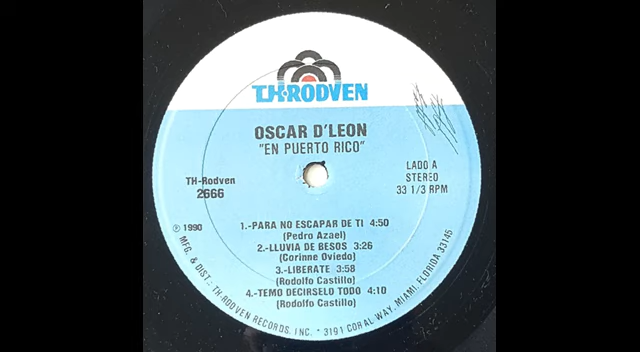 TH-RODVEN
OSCAR D'LEON
"EN PUERTO RICO"
LADO A
STEREO
33 1/3 RPM
TH-Rodven
2666
℗ 1990
1.-PARA NO ESCAPAR DE TI 4:50
(Pedro Azael)
2.-LLUVIA DE BESOS 3:26
(Corinne Oviedo)
3.-LIBERATE 3:58
(Rodolfo Castillo)
4.-TEMO DECIRSELO TODO 4:10
(Rodolfo Castillo)
MFG. & DIST.: TH-RODVEN RECORDS, INC. * 3191 CORAL WAY, MIAMI, FLORIDA 33145